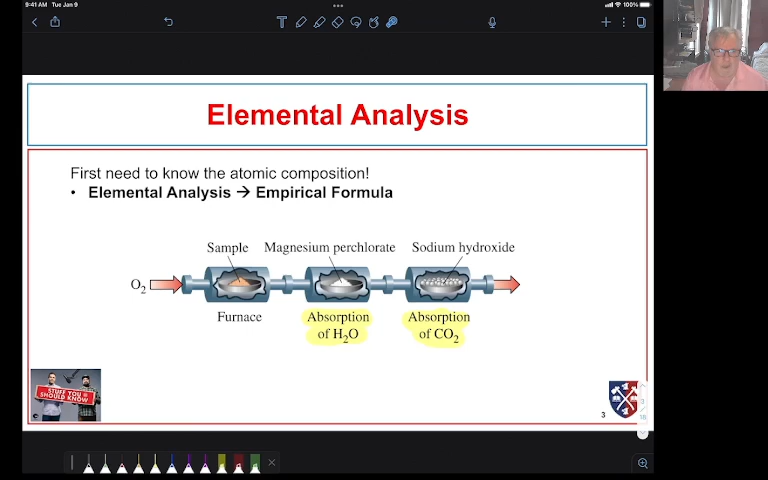 9:41 AM Tue Jan 9
100%
Elemental Analysis
First need to know the atomic composition!
• Elemental Analysis → Empirical Formula
Sample Magnesium perchlorate Sodium hydroxide
O₂
Furnace Absorption Absorption
of H₂O of CO₂
STUFF YOU
SHOULD KNOW
3